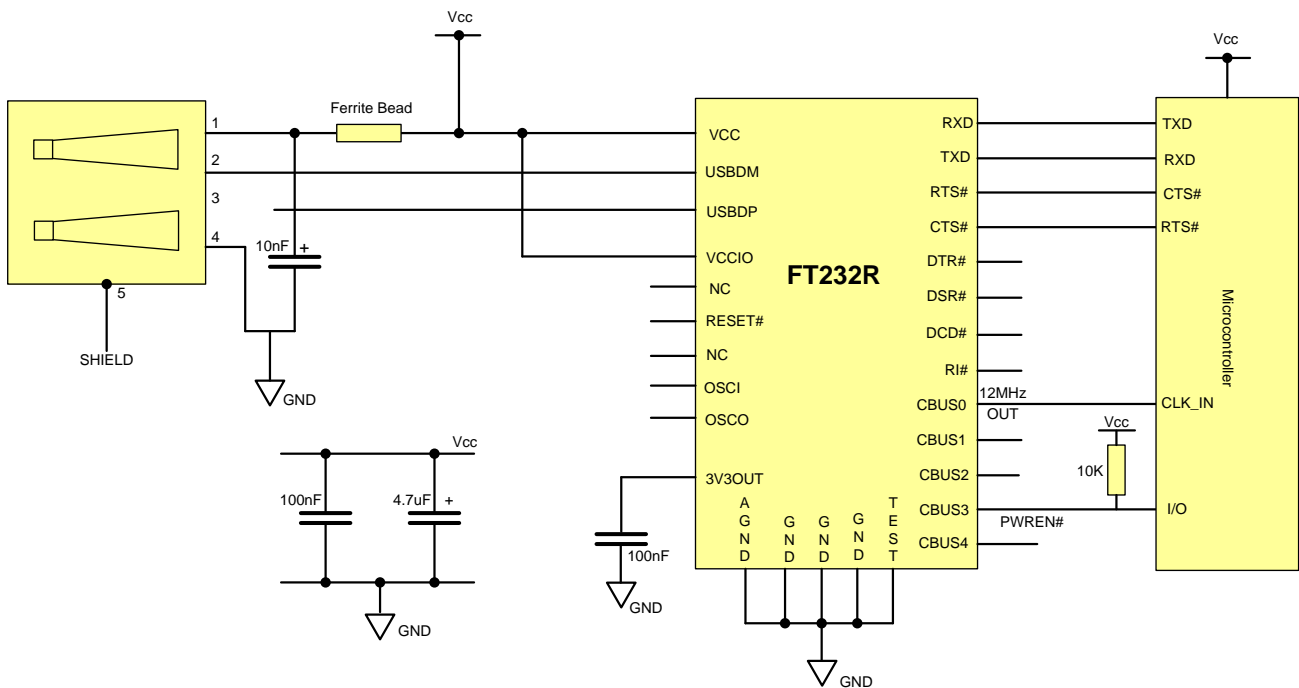 Vcc
Vcc
1
Ferrite Bead
2
3
4
10nF +
5
SHIELD
GND
Vcc
100nF
4.7uF +
GND
VCC
USBDM
USBDP
VCCIO
NC
RESET#
NC
OSCI
OSCO
3V3OUT
100nF
GND
FT232R
AGND
GND
GND
GND
TEST
GND
RXD
TXD
RTS#
CTS#
DTR#
DSR#
DCD#
RI#
CBUS0
CBUS1
CBUS2
CBUS3
CBUS4
12MHz
OUT
Vcc
10K
PWREN#
TXD
RXD
CTS#
RTS#
Microcontroller
CLK_IN
I/O